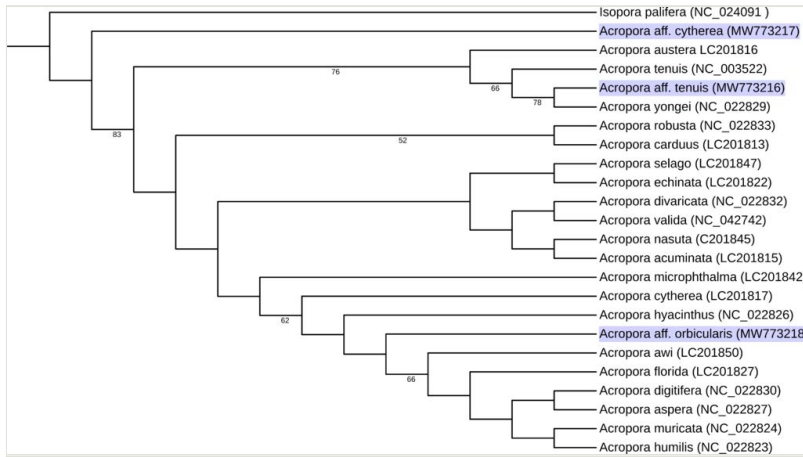 Isopora palifera (NC_024091 )
Acropora aff. cytherea (MW773217)
Acropora austera LC201816
76
Acropora tenuis (NC_003522)
66
Acropora aff. tenuis (MW773216)
78
Acropora yongei (NC_022829)
83
Acropora robusta (NC_022833)
52
Acropora carduus (LC201813)
Acropora selago (LC201847)
Acropora echinata (LC201822)
Acropora divaricata (NC_022832)
Acropora valida (NC_042742)
Acropora nasuta (C201845)
Acropora acuminata (LC201815)
Acropora microphthalma (LC201842
Acropora cytherea (LC201817)
62
Acropora hyacinthus (NC_022826)
Acropora aff. orbicularis (MW773218
Acropora awi (LC201850)
66
Acropora florida (LC201827)
Acropora digitifera (NC_022830)
Acropora aspera (NC_022827)
Acropora muricata (NC_022824)
Acropora humilis (NC_022823)